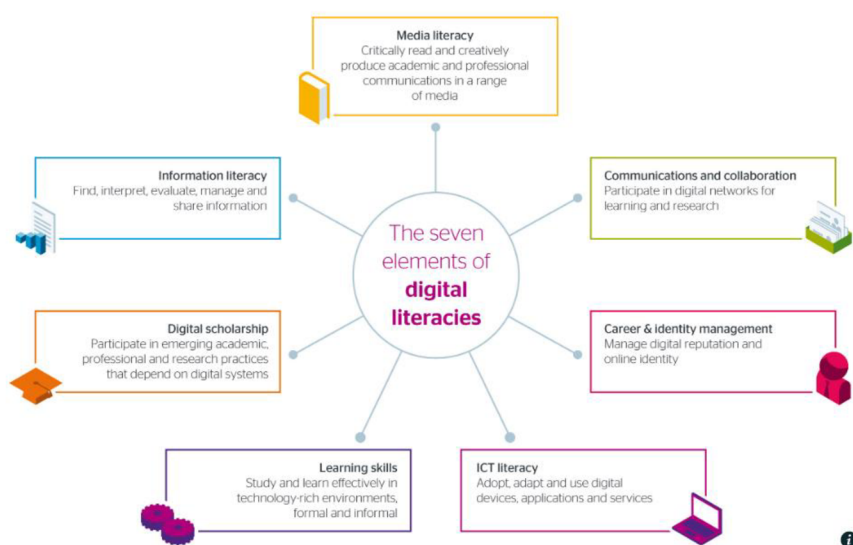 Media literacy
Critically read and creatively
produce academic and professional
communications in a range
of media
Information literacy
Find, interpret, evaluate, manage and
share information
Communications and collaboration
Participate in digital networks for
learning and research
The seven
elements of
digital
literacies
Digital scholarship
Participate in emerging academic,
professional and research practices
that depend on digital systems
Career & identity management
Manage digital reputation and
online identity
Learning skills
Study and learn effectively in
technology-rich environments,
formal and informal
ICT literacy
Adopt, adapt and use digital
devices, applications and services
i